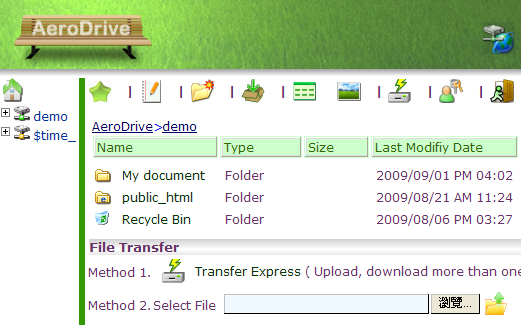 AeroDrive
demo
$time_
AeroDrive>demo
Name Type Size Last Modifiy Date
My document Folder 2009/09/01 PM 04:02
public_html Folder 2009/08/21 AM 11:24
Recycle Bin Folder 2009/08/06 PM 03:27
File Transfer
Method 1. Transfer Express ( Upload, download more than one
Method 2. Select File 瀏覽...